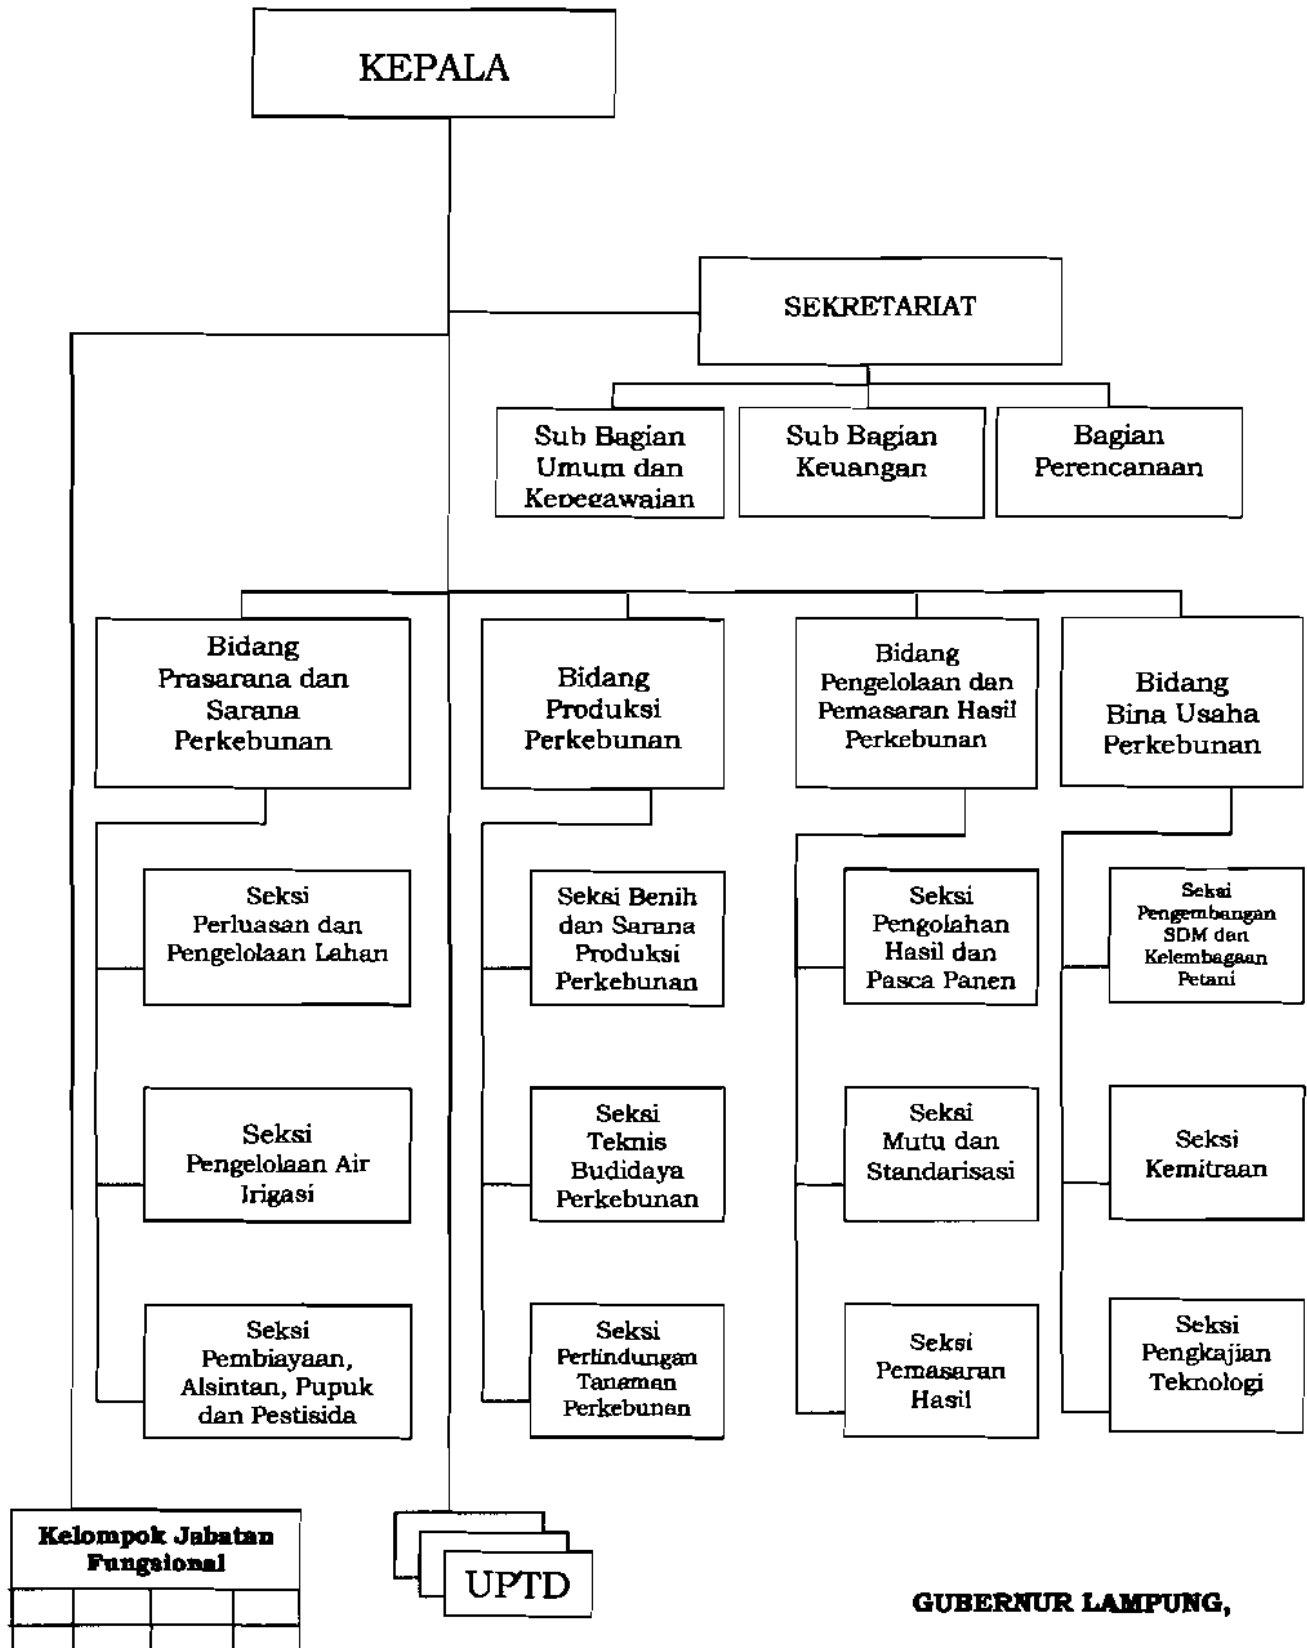 KEPALA
SEKRETARIAT
Sub Bagian
Umum dan
Kepegawaian
Sub Bagian
Keuangan
Bagian
Perencanaan
Bidang
Prasarana dan
Sarana
Perkebunan
Bidang
Produksi
Perkebunan
Bidang
Pengelolaan dan
Pemasaran Hasil
Perkebunan
Bidang
Bina Usaha
Perkebunan
Seksi
Perluasan dan
Pengelolaan Lahan
Seksi Benih
dan Sarana
Produksi
Perkebunan
Seksi
Pengolahan
Hasil dan
Pasca Panen
Seksi
Pengembangan
SDM dan
Kelembagaan
Petani
Seksi
Pengelolaan Air
Irigasi
Seksi
Teknis
Budidaya
Perkebunan
Seksi
Mutu dan
Standarisasi
Seksi
Kemitraan
Seksi
Pembiayaan,
Alsintan, Pupuk
dan Pestisida
Seksi
Perlindungan
Tanaman
Perkebunan
Seksi
Pemasaran
Hasil
Seksi
Pengkajian
Teknologi
Kelompok Jabatan
Fungsional
UPTD
GUBERNUR LAMPUNG,